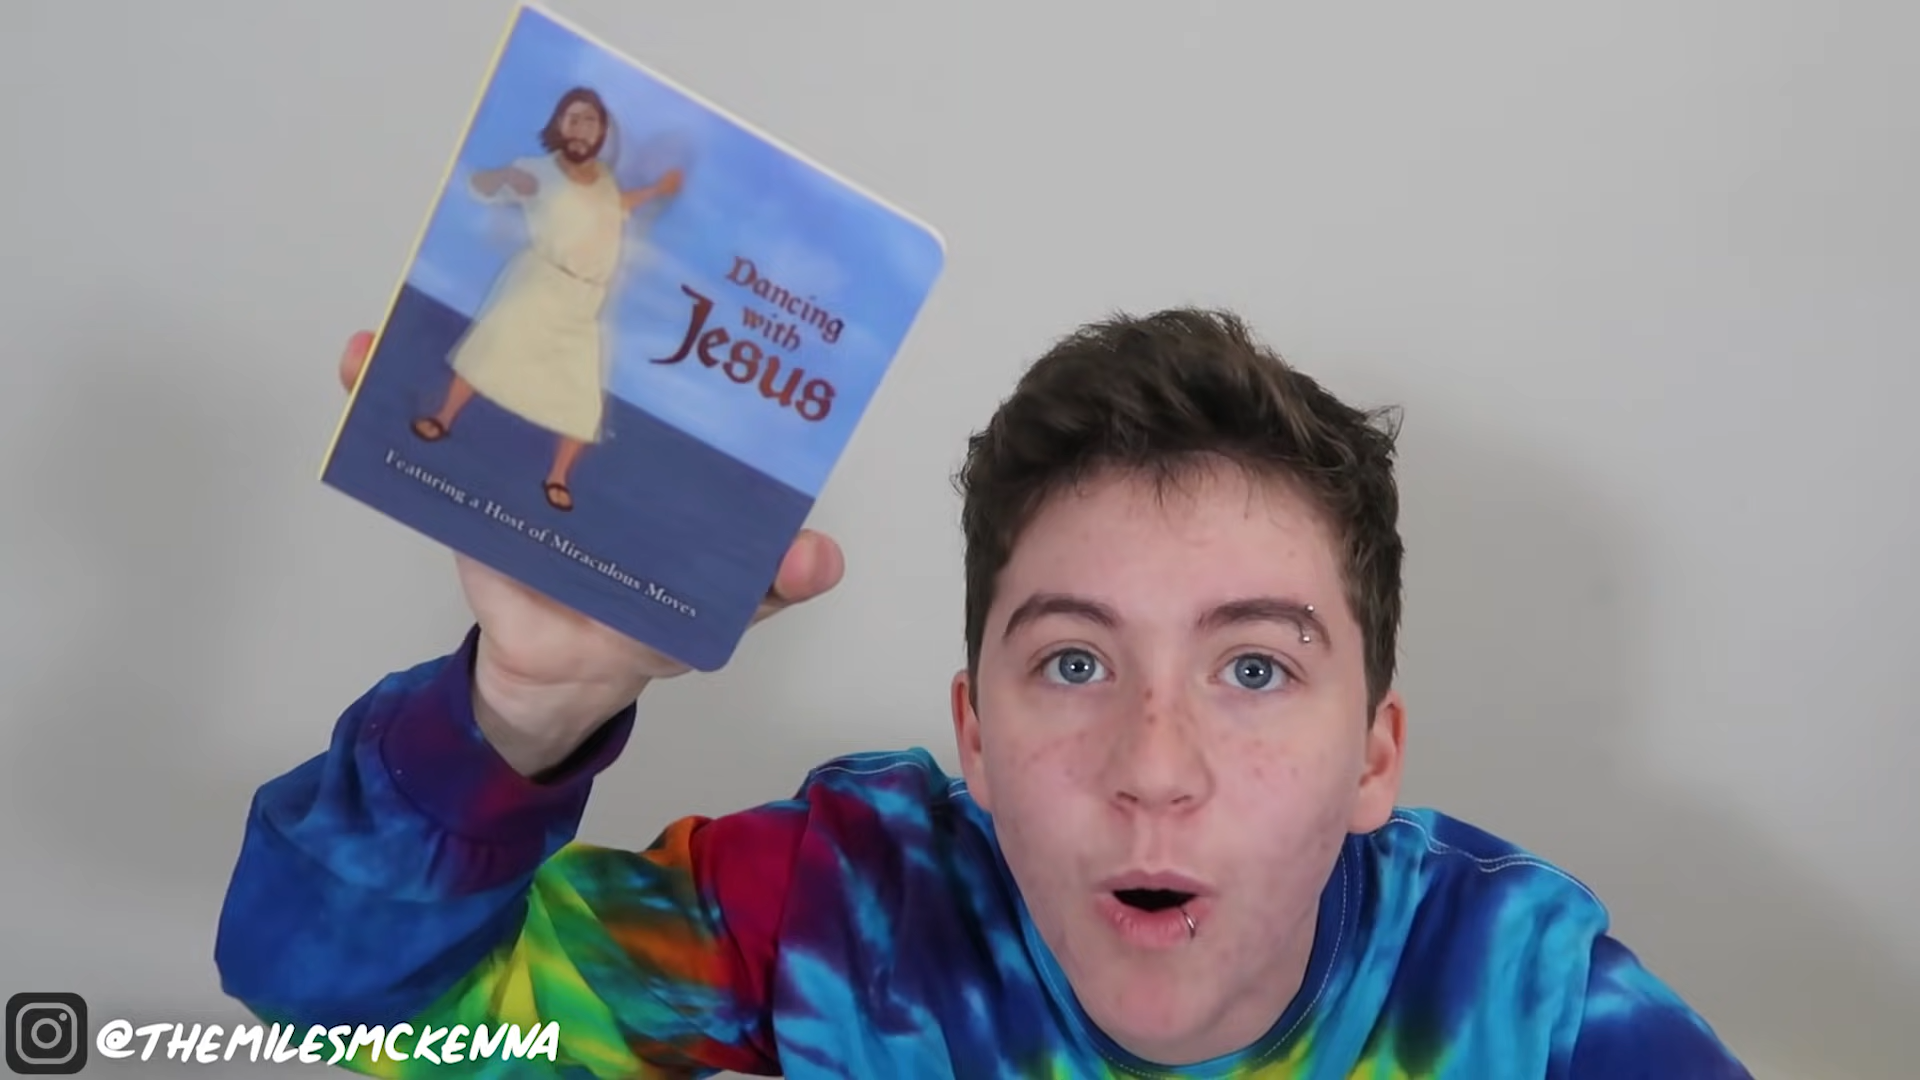 Dancing
with
Jesus
Featuring a Host of Miraculous Moves
@THEMILESMCKENNA